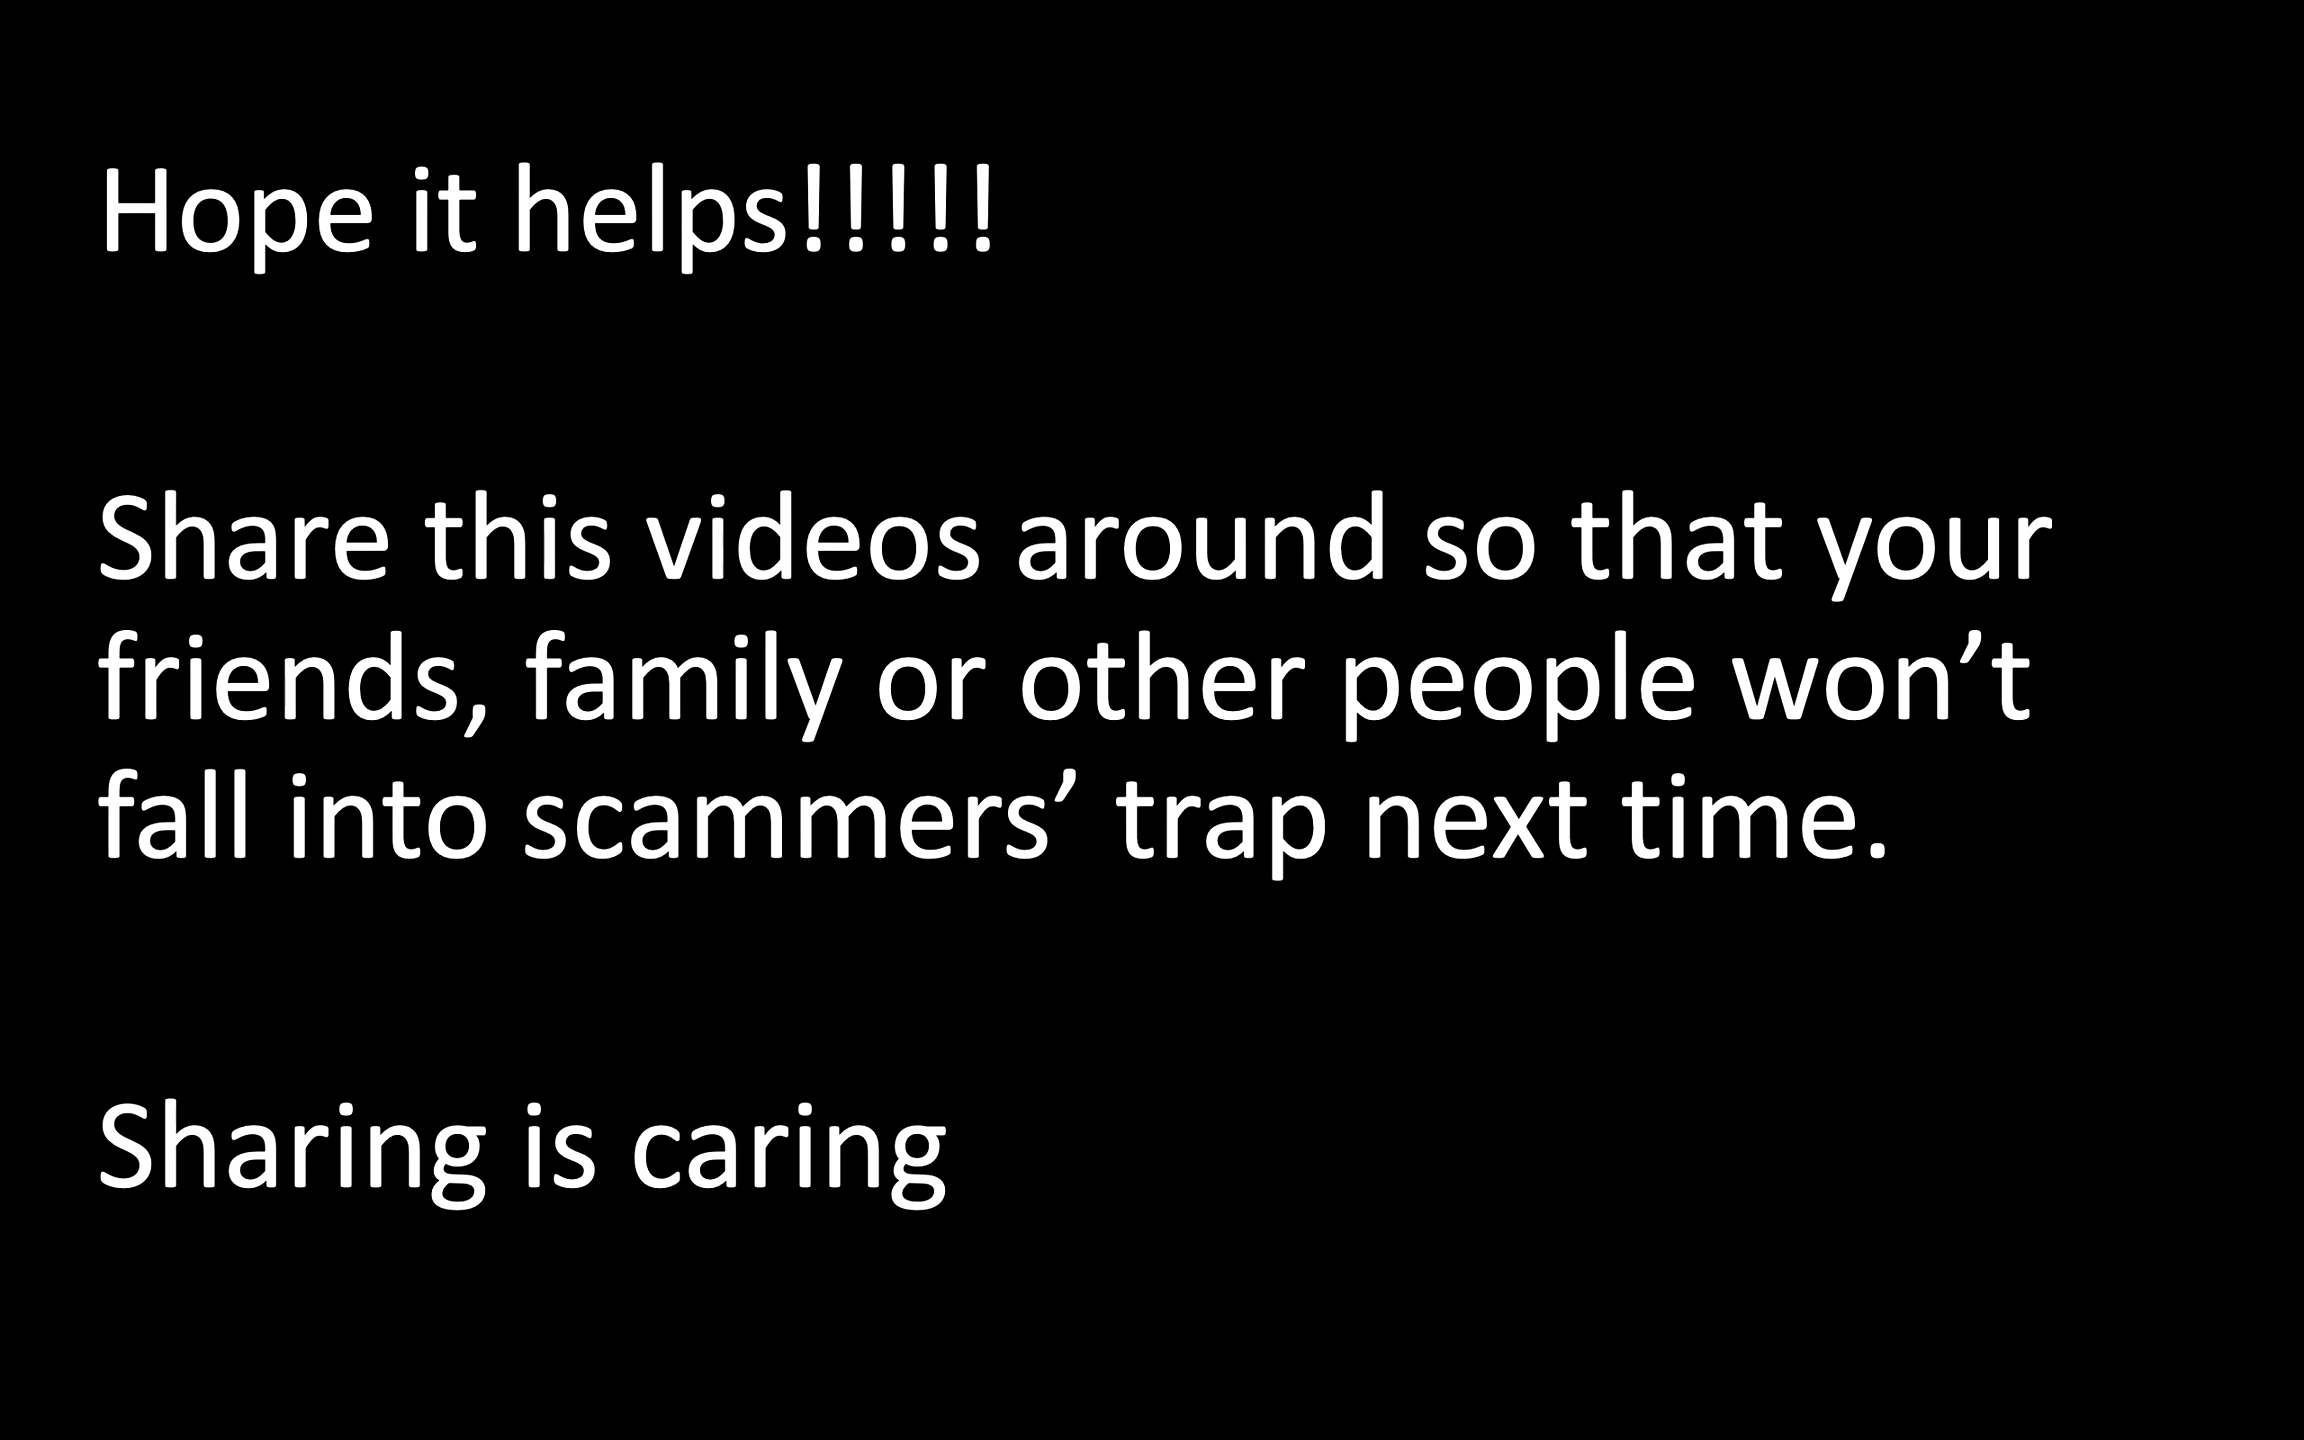 Hope it helps!!!!!
Share this videos around so that your
friends, family or other people won’t
fall into scammers’ trap next time.
Sharing is caring